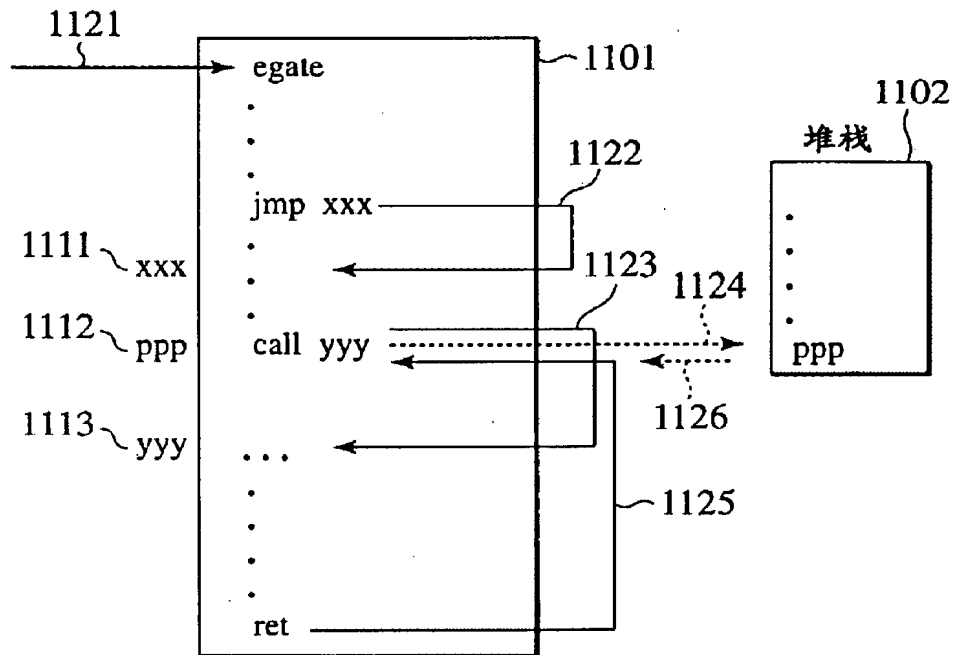 1121
egate
1101
1102
堆栈
1122
jmp xxx
1111
xxx
1123
1124
1112
ppp
call yyy
ppp
1126
1113
yyy
...
1125
ret